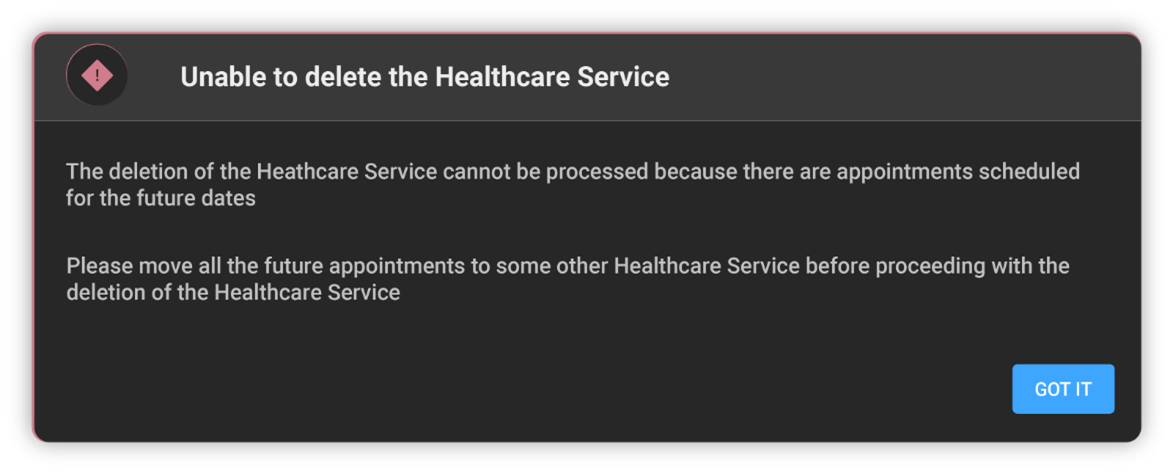 !
Unable to delete the Healthcare Service
The deletion of the Heathcare Service cannot be processed because there are appointments scheduled
for the future dates
Please move all the future appointments to some other Healthcare Service before proceeding with the
deletion of the Healthcare Service
GOT IT